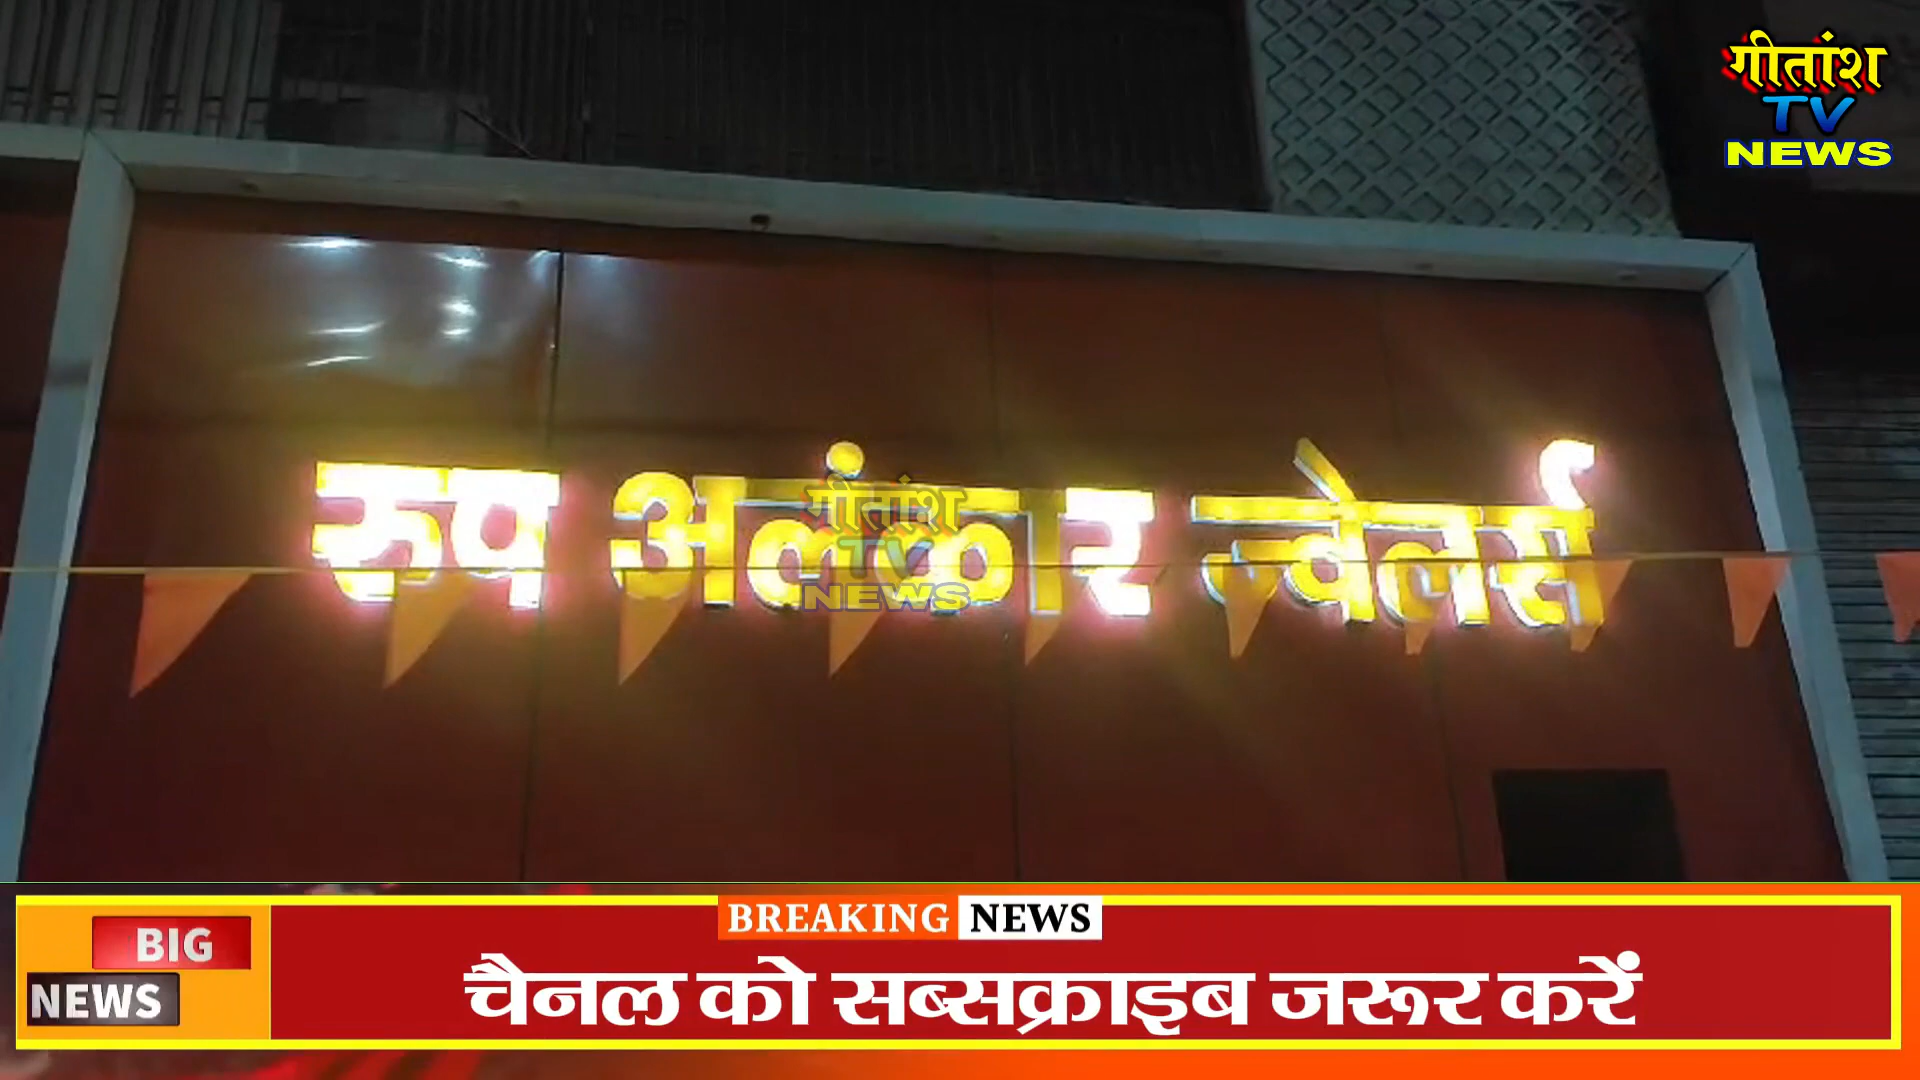 गीतांश
TV
NEWS
रुप अलंकार ज्वेलर्स
गीतांश
TV
NEWS
BREAKING NEWS
BIG
NEWS
चैनल को सब्सक्राइब जरूर करें